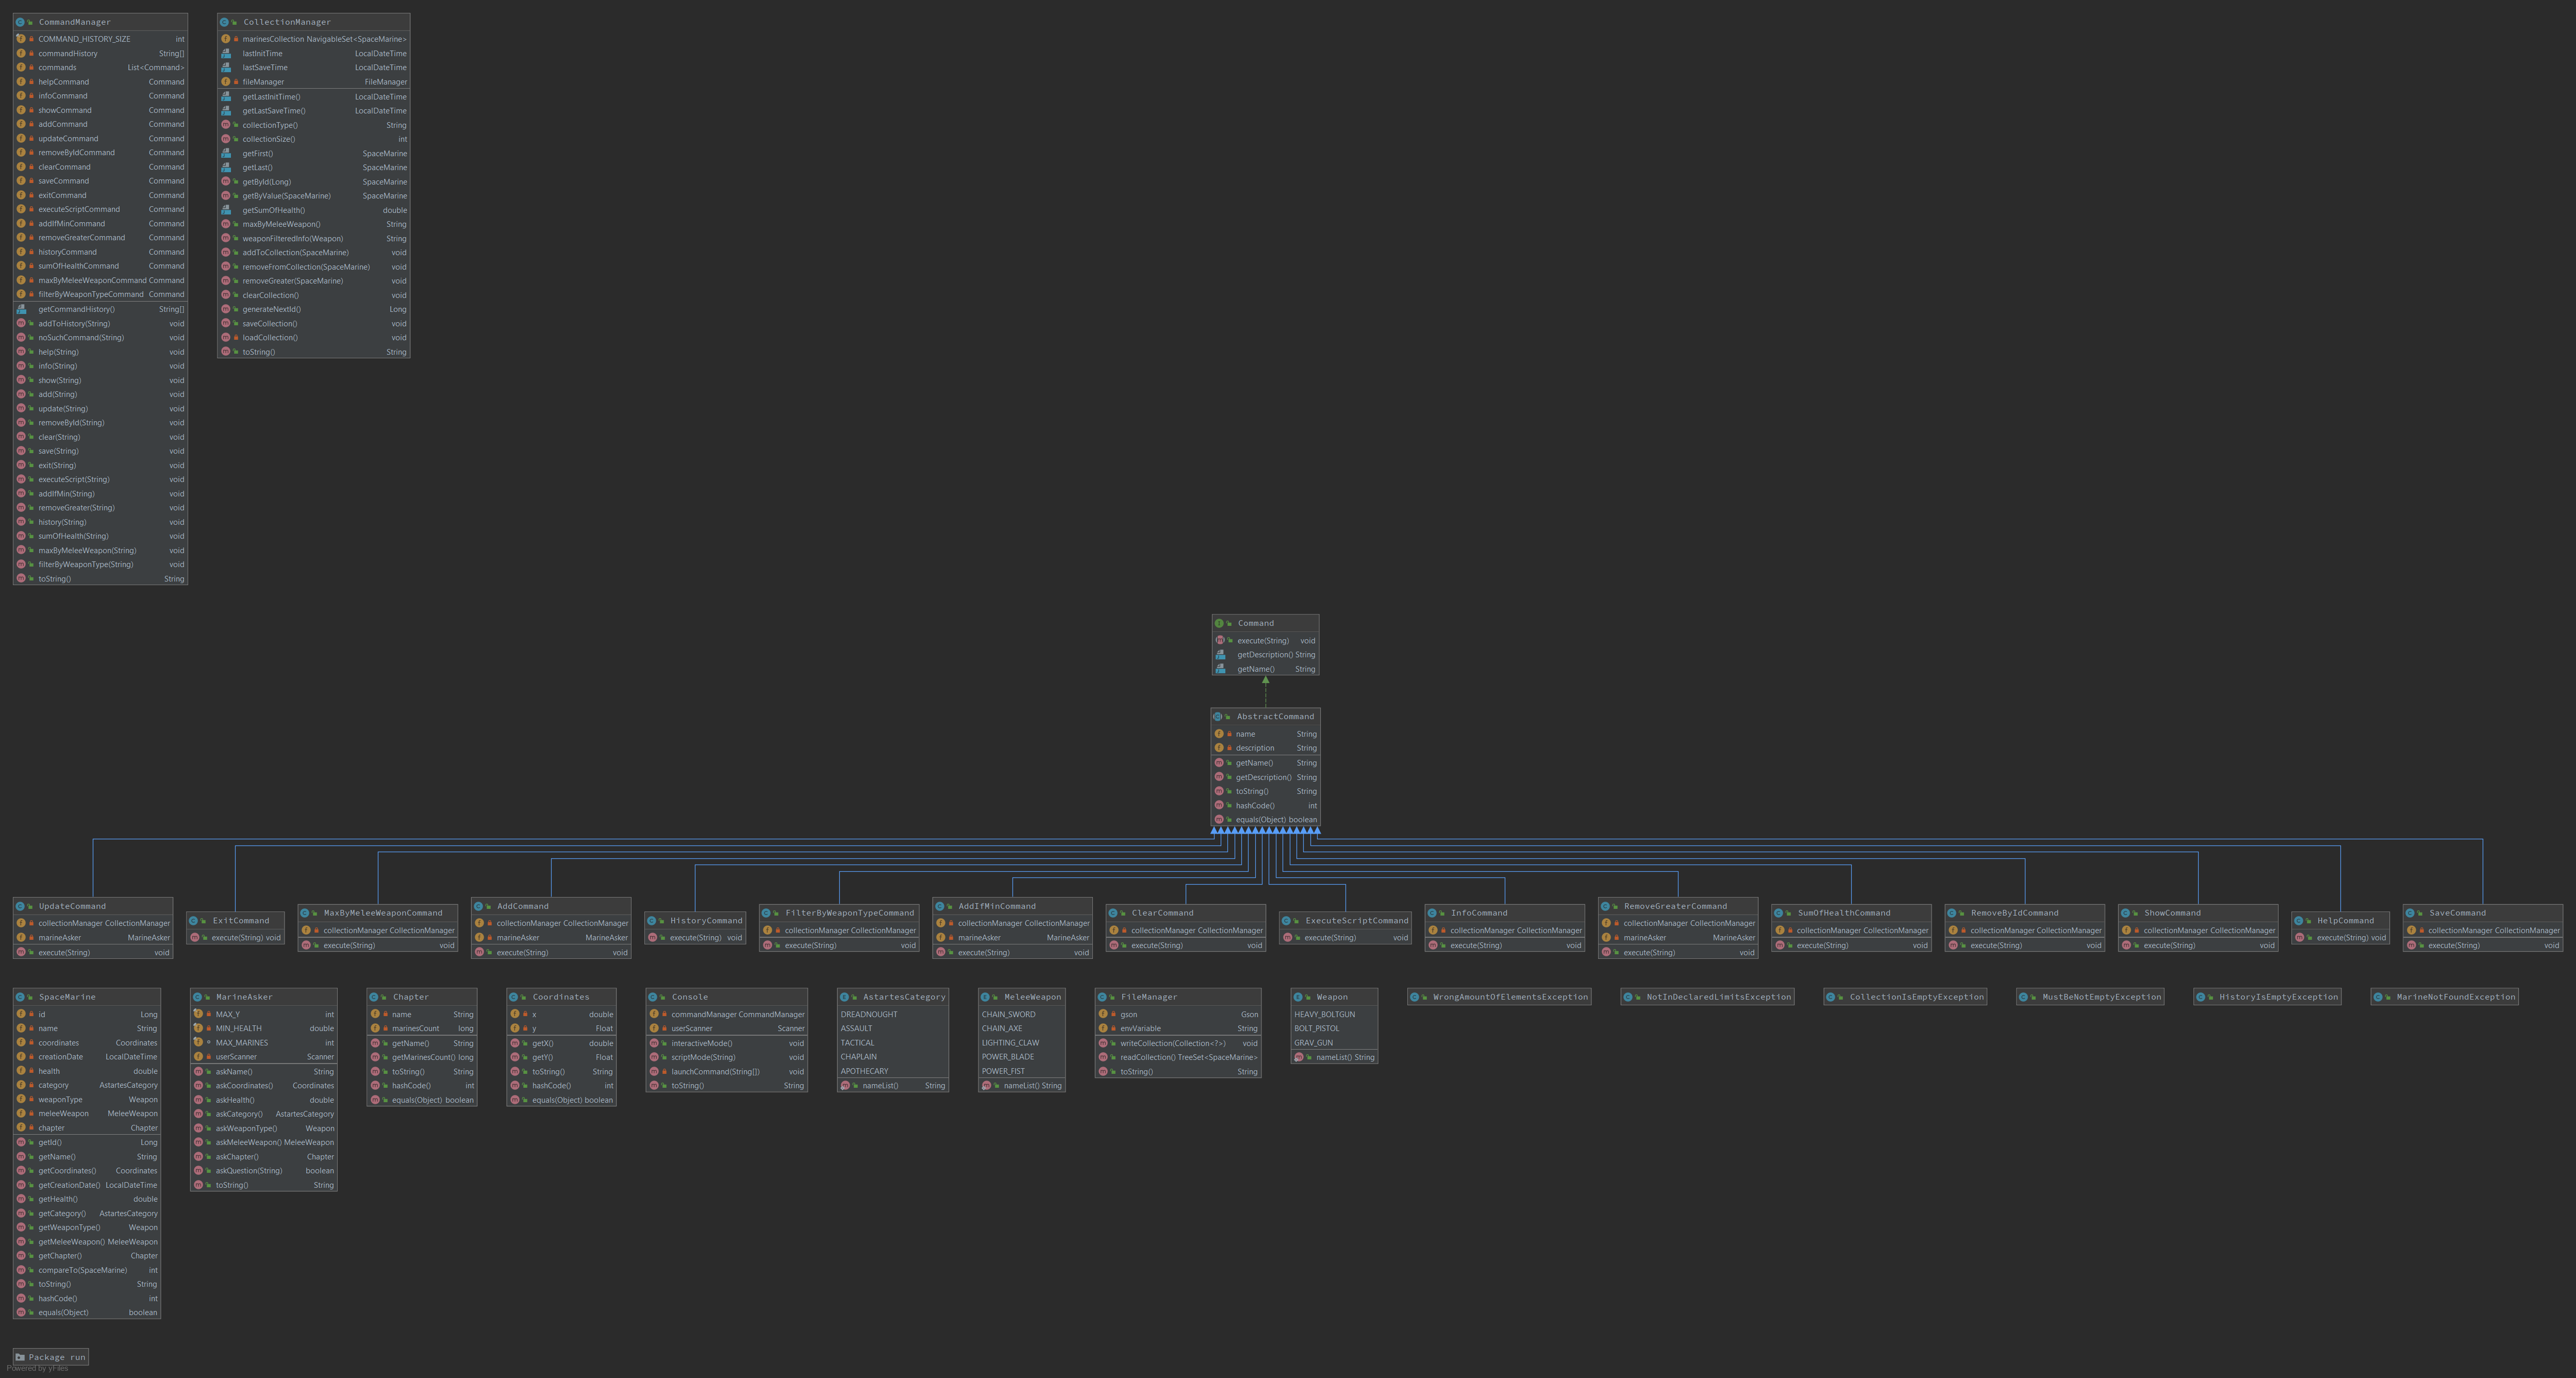 CommandManager
COMMAND_HISTORY_SIZE int
commandHistory String[]
commands List<Command>
helpCommand Command
infoCommand Command
showCommand Command
addCommand Command
updateCommand Command
removeByIdCommand Command
clearCommand Command
saveCommand Command
exitCommand Command
executeScriptCommand Command
addIfMinCommand Command
removeGreaterCommand Command
historyCommand Command
sumOfHealthCommand Command
maxByMeleeWeaponCommand Command
filterByWeaponTypeCommand Command
getCommandHistory() String[]
addToHistory(String) void
noSuchCommand(String) void
help(String) void
info(String) void
show(String) void
add(String) void
update(String) void
removeById(String) void
clear(String) void
save(String) void
exit(String) void
executeScript(String) void
addIfMin(String) void
removeGreater(String) void
history(String) void
sumOfHealth(String) void
maxByMeleeWeapon(String) void
filterByWeaponType(String) void
toString() String
CollectionManager
marinesCollection NavigableSet<SpaceMarine>
lastInitTime LocalDateTime
lastSaveTime LocalDateTime
fileManager FileManager
getLastInitTime() LocalDateTime
getLastSaveTime() LocalDateTime
collectionType() String
collectionSize() int
getFirst() SpaceMarine
getLast() SpaceMarine
getById(Long) SpaceMarine
getByValue(SpaceMarine) SpaceMarine
getSumOfHealth() double
maxByMeleeWeapon() String
weaponFilteredInfo(Weapon) String
addToCollection(SpaceMarine) void
removeFromCollection(SpaceMarine) void
removeGreater(SpaceMarine) void
clearCollection() void
generateNextId() Long
saveCollection() void
loadCollection() void
toString() String
Command
execute(String) void
getDescription() String
getName() String
AbstractCommand
name String
description String
getName() String
getDescription() String
toString() String
hashCode() int
equals(Object) boolean
UpdateCommand
collectionManager CollectionManager
marineAsker MarineAsker
execute(String) void
ExitCommand
execute(String) void
MaxByMeleeWeaponCommand
collectionManager CollectionManager
execute(String) void
AddCommand
collectionManager CollectionManager
marineAsker MarineAsker
execute(String) void
HistoryCommand
execute(String) void
FilterByWeaponTypeCommand
collectionManager CollectionManager
execute(String) void
AddIfMinCommand
collectionManager CollectionManager
marineAsker MarineAsker
execute(String) void
ClearCommand
collectionManager CollectionManager
execute(String) void
ExecuteScriptCommand
execute(String) void
InfoCommand
collectionManager CollectionManager
execute(String) void
RemoveGreaterCommand
collectionManager CollectionManager
marineAsker MarineAsker
execute(String) void
SumOfHealthCommand
collectionManager CollectionManager
execute(String) void
RemoveByIdCommand
collectionManager CollectionManager
execute(String) void
ShowCommand
collectionManager CollectionManager
execute(String) void
HelpCommand
execute(String) void
SaveCommand
collectionManager CollectionManager
execute(String) void
SpaceMarine
id Long
name String
coordinates Coordinates
creationDate LocalDateTime
health double
category AstartesCategory
weaponType Weapon
meleeWeapon MeleeWeapon
chapter Chapter
getId() Long
getName() String
getCoordinates() Coordinates
getCreationDate() LocalDateTime
getHealth() double
getCategory() AstartesCategory
getWeaponType() Weapon
getMeleeWeapon() MeleeWeapon
getChapter() Chapter
compareTo(SpaceMarine) int
toString() String
hashCode() int
equals(Object) boolean
MarineAsker
MAX_Y int
MIN_HEALTH double
MAX_MARINES int
userScanner Scanner
askName() String
askCoordinates() Coordinates
askHealth() double
askCategory() AstartesCategory
askWeaponType() Weapon
askMeleeWeapon() MeleeWeapon
askChapter() Chapter
askQuestion(String) boolean
toString() String
Chapter
name String
marinesCount long
getName() String
getMarinesCount() long
toString() String
hashCode() int
equals(Object) boolean
Coordinates
x double
y Float
getX() double
getY() Float
toString() String
hashCode() int
equals(Object) boolean
Console
commandManager CommandManager
userScanner Scanner
interactiveMode() void
scriptMode(String) void
launchCommand(String[]) void
toString() String
AstartesCategory
DREADNOUGHT
ASSAULT
TACTICAL
CHAPLAIN
APOTHECARY
nameList() String
MeleeWeapon
CHAIN_SWORD
CHAIN_AXE
LIGHTING_CLAW
POWER_BLADE
POWER_FIST
nameList() String
FileManager
gson Gson
envVariable String
writeCollection(Collection<?>) void
readCollection() TreeSet<SpaceMarine>
toString() String
Weapon
HEAVY_BOLTGUN
BOLT_PISTOL
GRAV_GUN
nameList() String
WrongAmountOfElementsException
NotInDeclaredLimitsException
CollectionIsEmptyException
MustBeNotEmptyException
HistoryIsEmptyException
MarineNotFoundException
Package run
Powered by yFiles